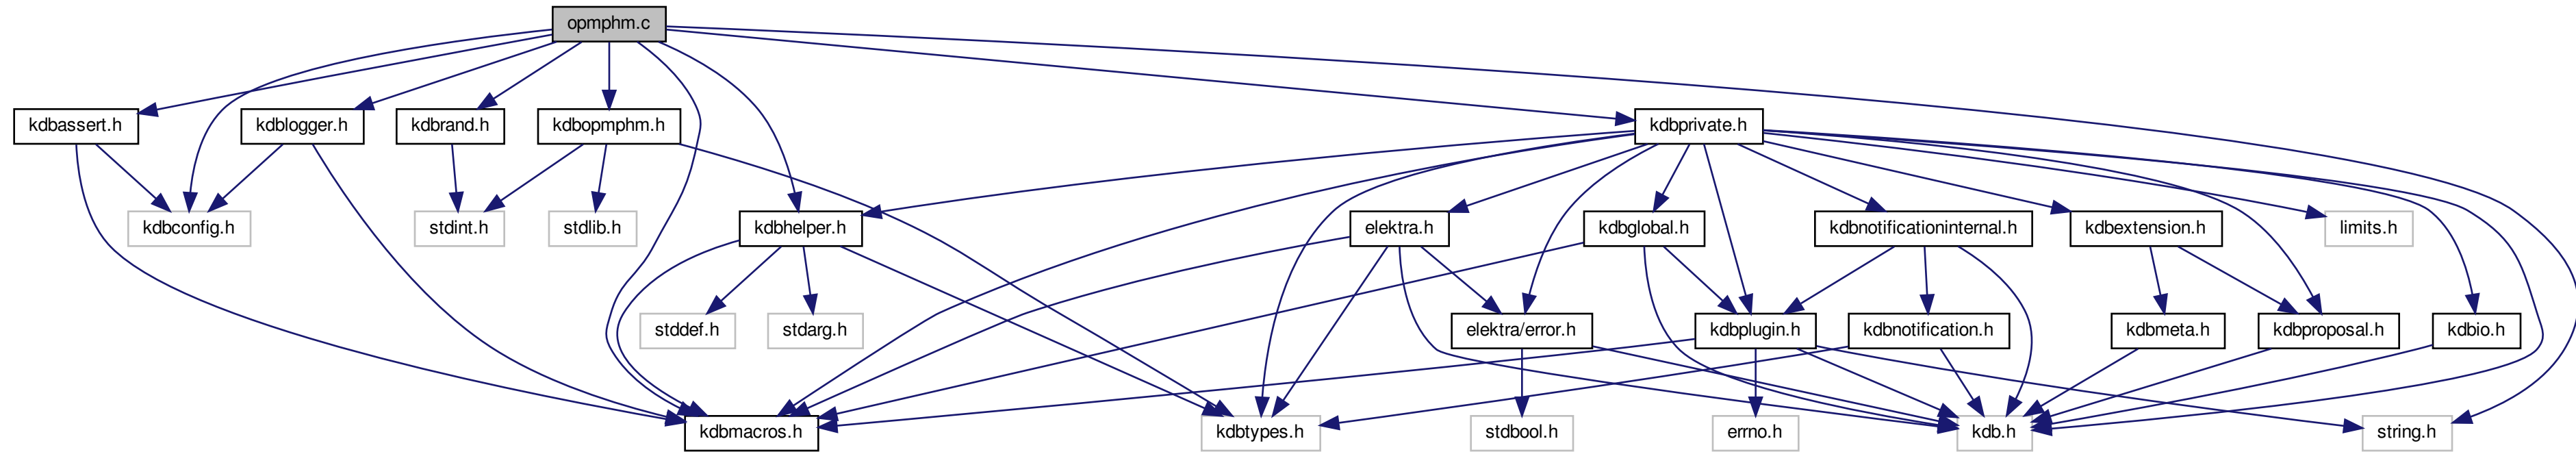 opmphm.c
kdbassert.h
kdblogger.h
kdbrand.h
kdbopmphm.h
kdbprivate.h
kdbconfig.h
stdint.h
stdlib.h
kdbhelper.h
elektra.h
kdbglobal.h
kdbnotificationinternal.h
kdbextension.h
limits.h
stddef.h
stdarg.h
elektra/error.h
kdbplugin.h
kdbnotification.h
kdbmeta.h
kdbproposal.h
kdbio.h
kdbmacros.h
kdbtypes.h
stdbool.h
errno.h
kdb.h
string.h